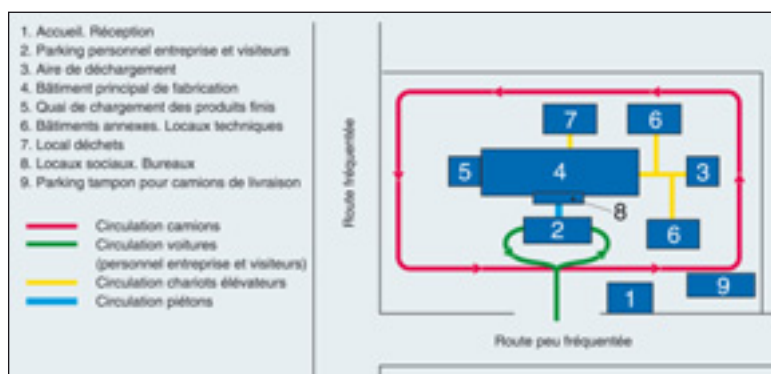 1. Accueil. Réception
2. Parking personnel entreprise et visiteurs
3. Aire de déchargement
4. Bâtiment principal de fabrication
5. Quai de chargement des produits finis
6. Bâtiments annexes. Locaux techniques
7. Local déchets
8. Locaux sociaux. Bureaux
9. Parking tampon pour camions de livraison
Circulation camions
Circulation voitures
(personnel entreprise et visiteurs)
Circulation chariots élévateurs
Circulation piétons
Route fréquentée
7
6
5
4
3
8
2
6
1
9
Route peu fréquentée